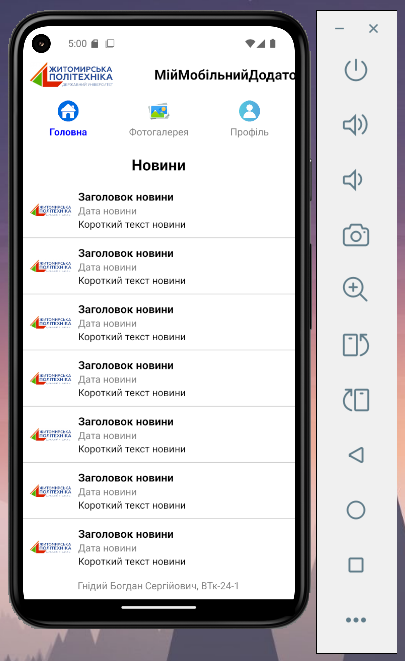 5:00
ЖИТОМИРСЬКА
ПОЛІТЕХНІКА
ДЕРЖАВНИЙ УНІВЕРСИТЕТ
МійМобільнийДодато
Головна
Фотогалерея
Профіль
Новини
ЖИТОМИРСЬКА
ПОЛІТЕХНІКА
Заголовок новини
Дата новини
Короткий текст новини
ЖИТОМИРСЬКА
ПОЛІТЕХНІКА
Заголовок новини
Дата новини
Короткий текст новини
ЖИТОМИРСЬКА
ПОЛІТЕХНІКА
Заголовок новини
Дата новини
Короткий текст новини
ЖИТОМИРСЬКА
ПОЛІТЕХНІКА
Заголовок новини
Дата новини
Короткий текст новини
ЖИТОМИРСЬКА
ПОЛІТЕХНІКА
Заголовок новини
Дата новини
Короткий текст новини
ЖИТОМИРСЬКА
ПОЛІТЕХНІКА
Заголовок новини
Дата новини
Короткий текст новини
ЖИТОМИРСЬКА
ПОЛІТЕХНІКА
Заголовок новини
Дата новини
Короткий текст новини
Гнідий Богдан Сергійович, ВТк-24-1